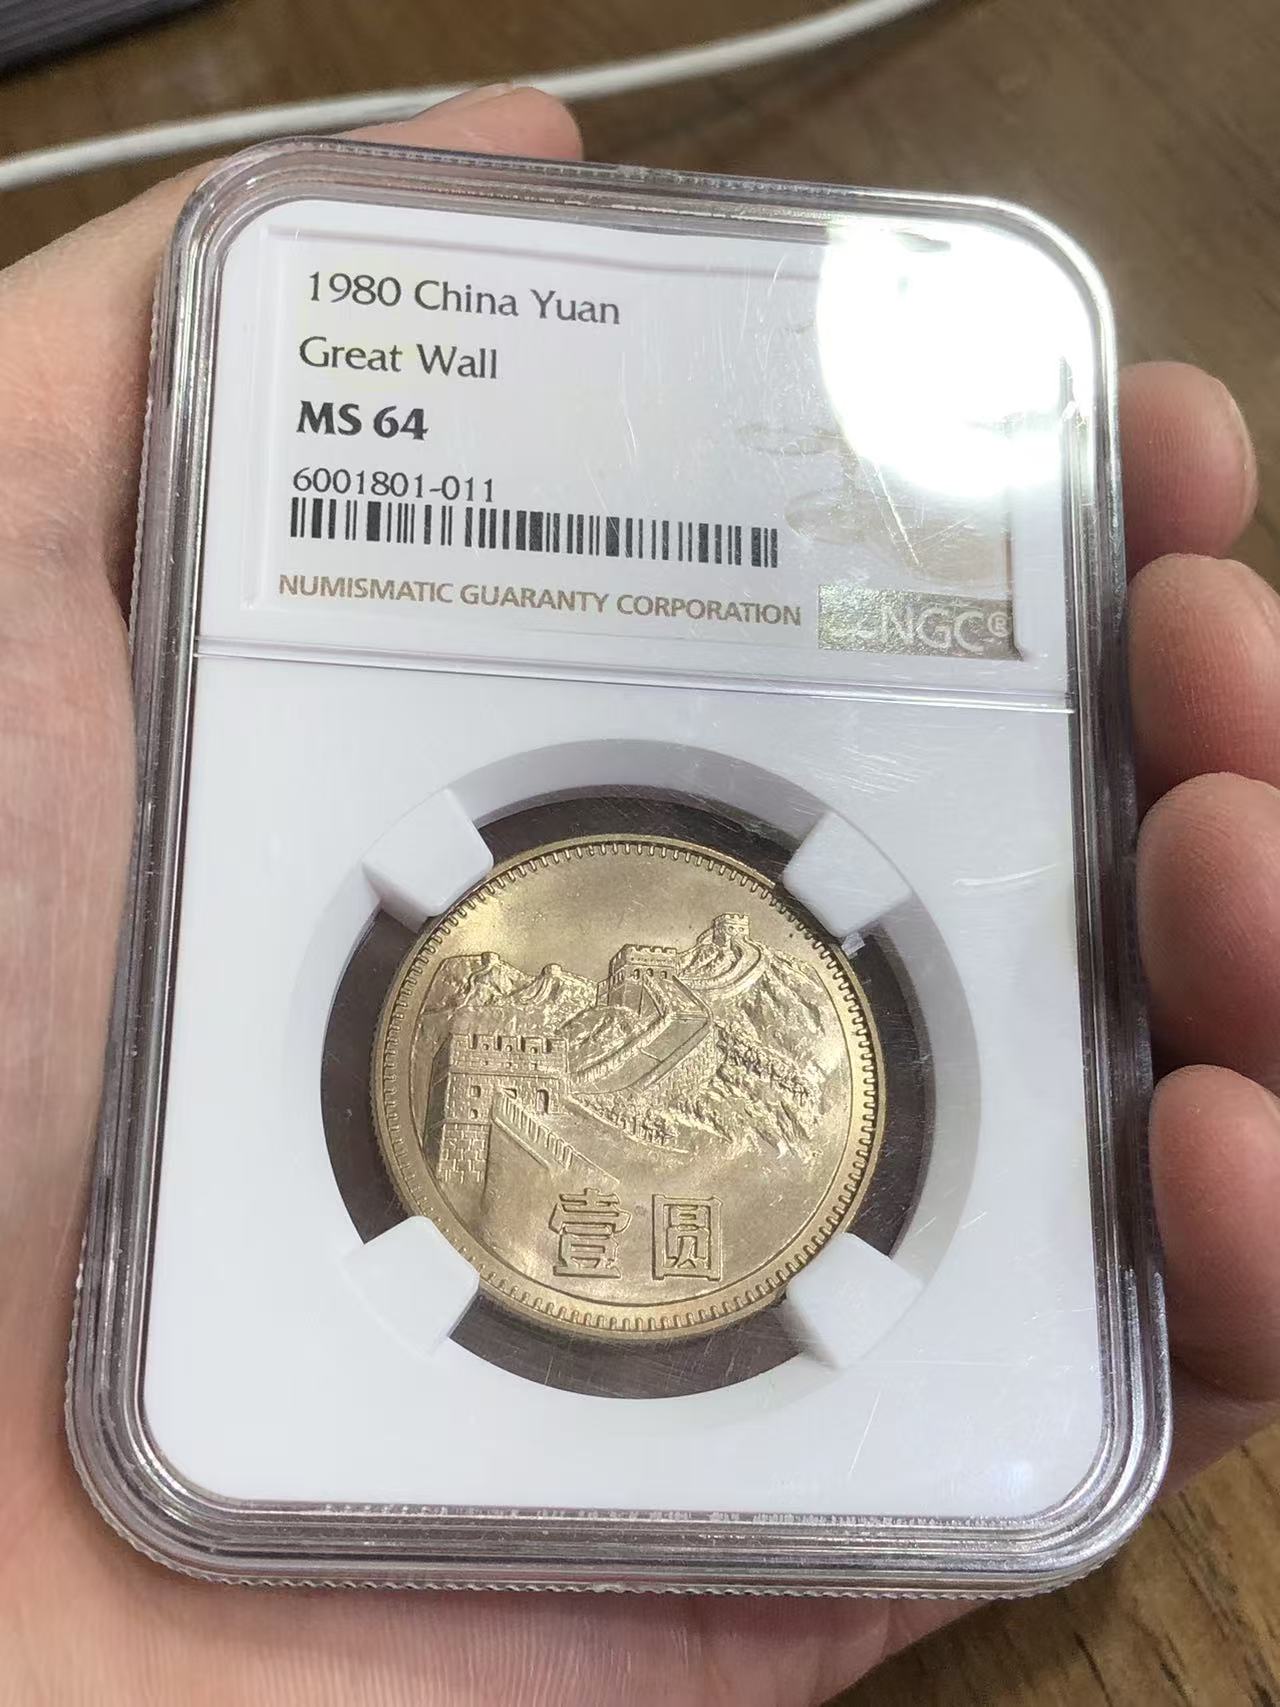 1980 China Yuan
Great Wall
MS 64
6001801-011
NUMISMATIC GUARANTY CORPORATION
NGC®
壹圆